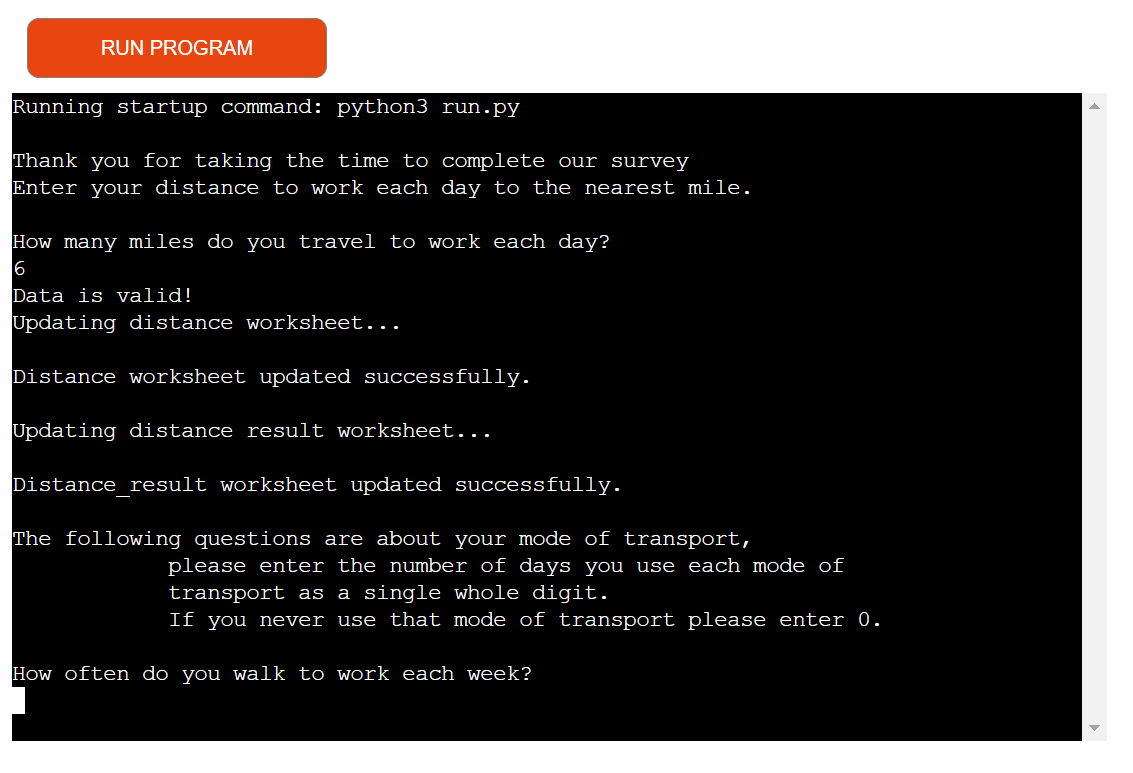 RUN PROGRAM
Running startup command: python3 run.py
Thank you for taking the time to complete our survey
Enter your distance to work each day to the nearest mile.
How many miles do you travel to work each day?
6
Data is valid!
Updating distance worksheet...
Distance worksheet updated successfully.
Updating distance result worksheet...
Distance_result worksheet updated successfully.
The following questions are about your mode of transport,
please enter the number of days you use each mode of
transport as a single whole digit.
If you never use that mode of transport please enter 0.
How often do you walk to work each week?